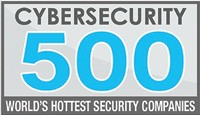 CYBERSECURITY
500
WORLD'S HOTTEST SECURITY COMPANIES